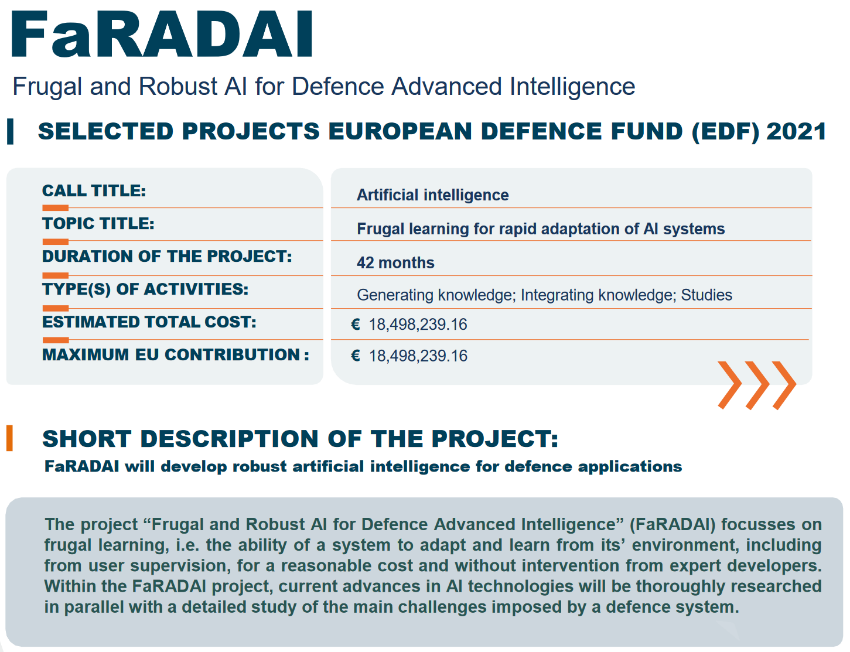 FaRADAI
Frugal and Robust AI for Defence Advanced Intelligence
SELECTED PROJECTS EUROPEAN DEFENCE FUND (EDF) 2021
CALL TITLE: Artificial intelligence
TOPIC TITLE: Frugal learning for rapid adaptation of AI systems
DURATION OF THE PROJECT: 42 months
TYPE(S) OF ACTIVITIES: Generating knowledge; Integrating knowledge; Studies
ESTIMATED TOTAL COST: € 18,498,239.16
MAXIMUM EU CONTRIBUTION : € 18,498,239.16
SHORT DESCRIPTION OF THE PROJECT:
FaRADAI will develop robust artificial intelligence for defence applications
The project “Frugal and Robust AI for Defence Advanced Intelligence” (FaRADAI) focusses on
frugal learning, i.e. the ability of a system to adapt and learn from its’ environment, including
from user supervision, for a reasonable cost and without intervention from expert developers.
Within the FaRADAI project, current advances in AI technologies will be thoroughly researched
in parallel with a detailed study of the main challenges imposed by a defence system.